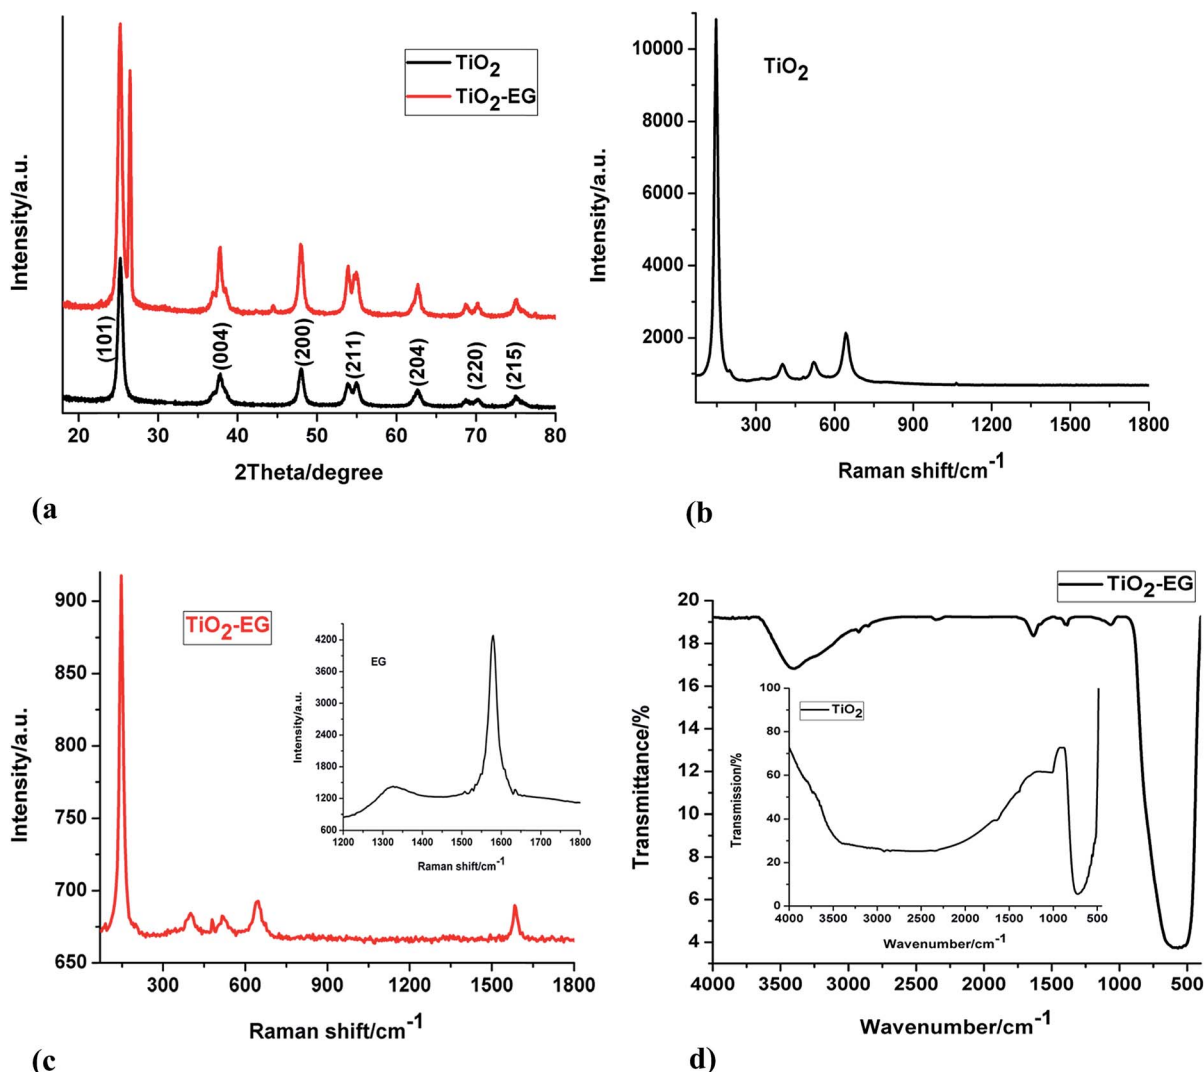 TiO2
TiO2-EG
Intensity/a.u.
(101)
(004)
(200)
(211)
(204)
(220)
(215)
20 30 40 50 60 70 80
2Theta/degree
(a
10000
8000
6000
4000
2000
TiO2
Intensity/a.u.
300 600 900 1200 1500 1800
Raman shift/cm-1
(b
900
850
800
750
700
650
TiO2-EG
Intensity/a.u.
300 600 900 1200 1500 1800
Raman shift/cm-1
4200
3600
3000
2400
1800
1200
600
EG
Intensity/a.u.
1200 1300 1400 1500 1600 1700 1800
Raman shift/cm-1
(c
TiO2-EG
20
18
16
14
12
10
8
6
4
Transmittance/%
4000 3500 3000 2500 2000 1500 1000 500
Wavenumber/cm-1
100
80
60
40
20
0
TiO2
Transmission/%
4000 3500 3000 2500 2000 1500 1000 500
Wavenumber/cm-1
d)